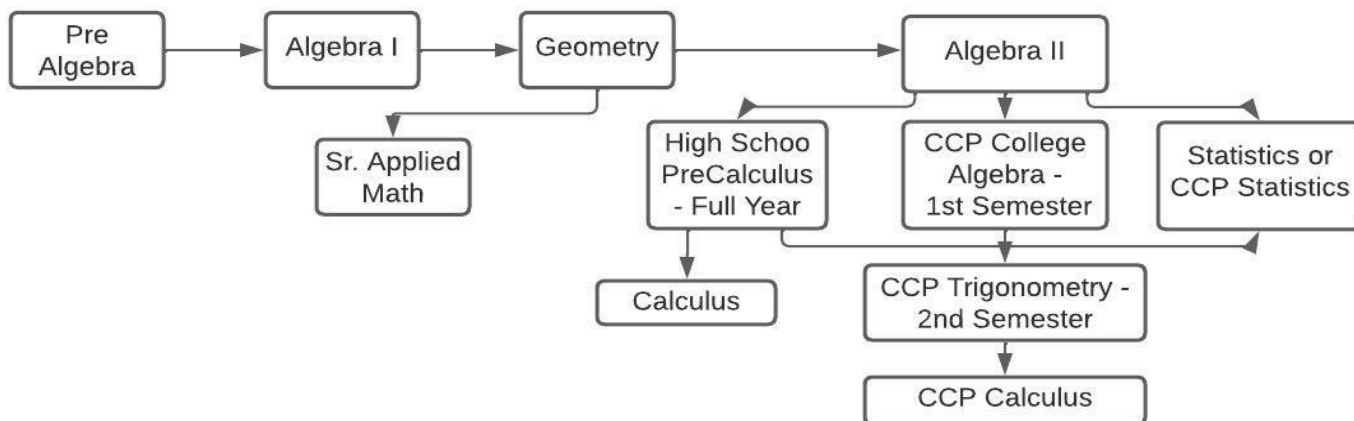 Pre
Algebra
Algebra I
Geometry
Algebra II
Sr. Applied
Math
High Schoo
PreCalculus
- Full Year
CCP College
Algebra -
1st Semester
Statistics or
CCP Statistics
Calculus
CCP Trigonometry -
2nd Semester
CCP Calculus